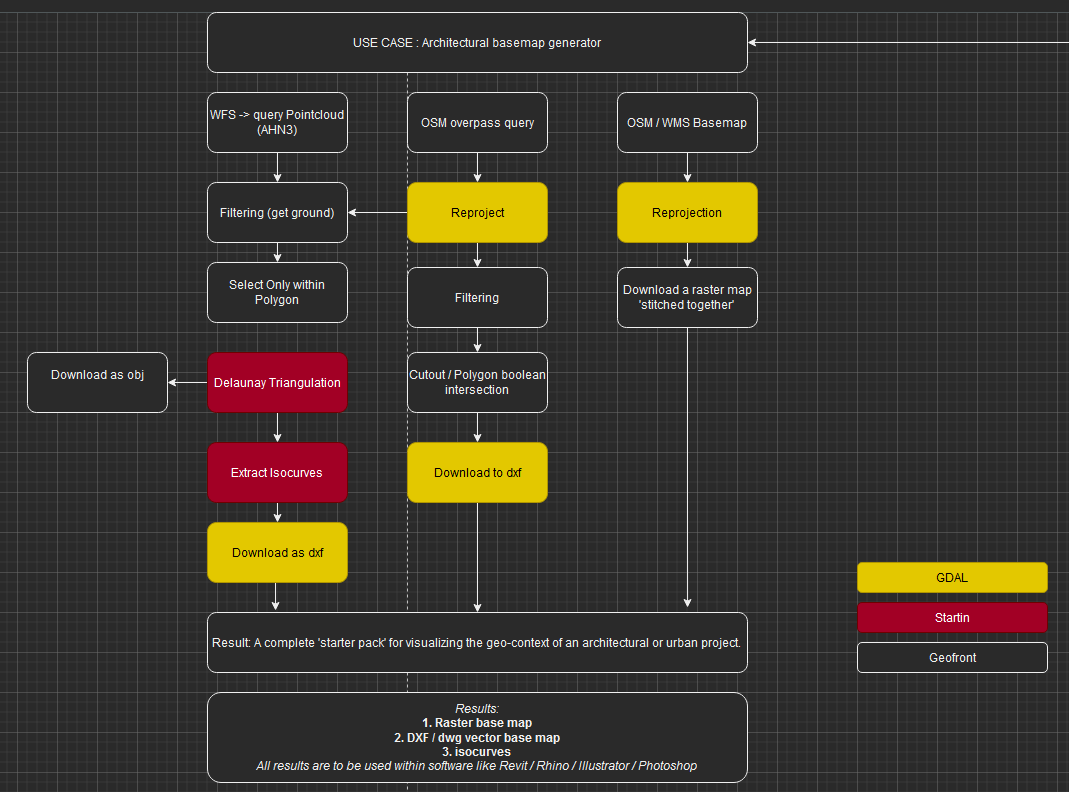 USE CASE : Architectural basemap generator
WFS -> query Pointcloud
(AHN3)
OSM overpass query
OSM / WMS Basemap
Filtering (get ground)
Reproject
Reprojection
Select Only within
Polygon
Filtering
Download a raster map
'stitched together'
Download as obj
Delaunay Triangulation
Cutout / Polygon boolean
intersection
Extract Isocurves
Download to dxf
Download as dxf
GDAL
Startin
Geofront
Result: A complete 'starter pack' for visualizing the geo-context of an architectural or urban project.
Results:
1. Raster base map
2. DXF / dwg vector base map
3. isocurves
All results are to be used within software like Revit / Rhino / Illustrator / Photoshop